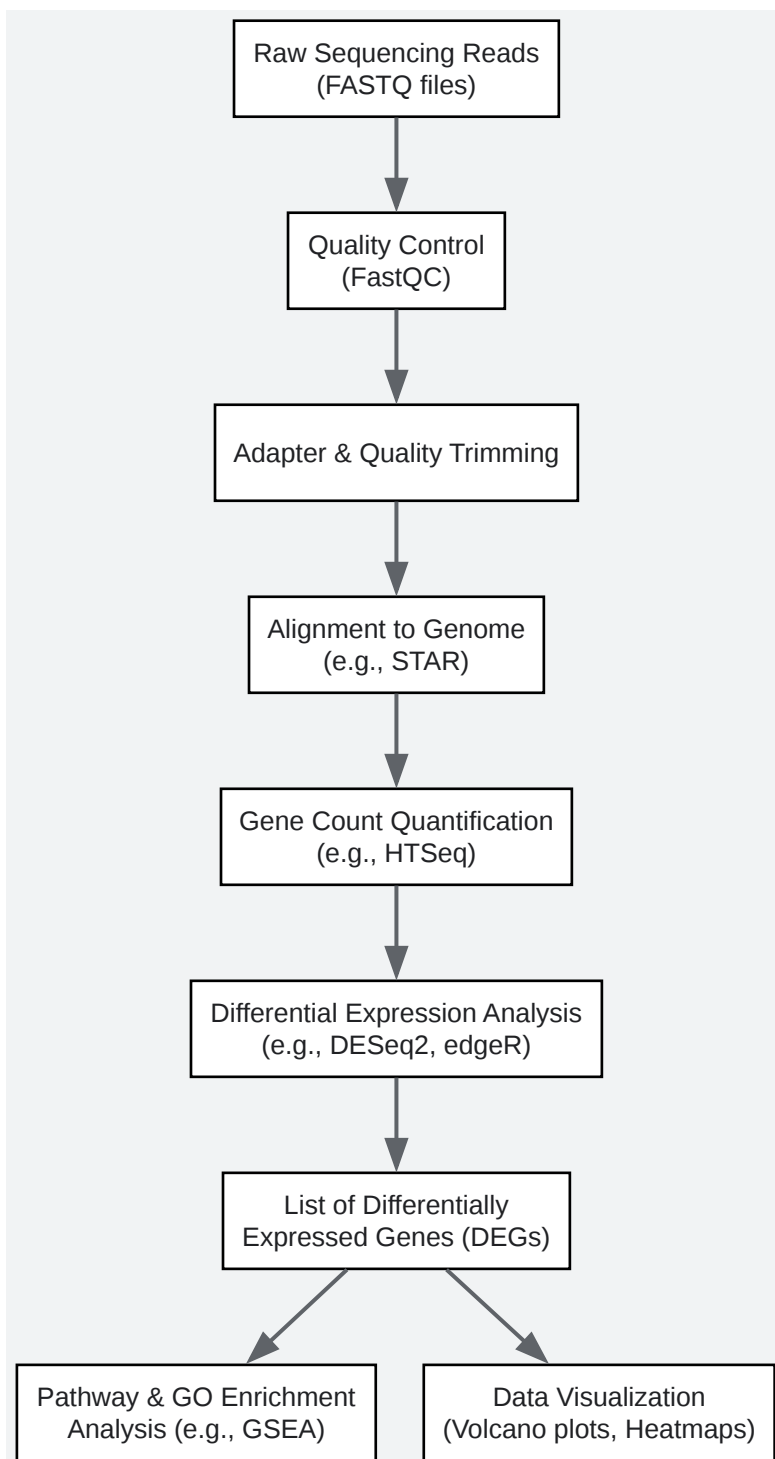 Raw Sequencing Reads
(FASTQ files)
Quality Control
(FastQC)
Adapter & Quality Trimming
Alignment to Genome
(e.g., STAR)
Gene Count Quantification
(e.g., HTSeq)
Differential Expression Analysis
(e.g., DESeq2, edgeR)
List of Differentially
Expressed Genes (DEGs)
Pathway & GO Enrichment
Analysis (e.g., GSEA)
Data Visualization
(Volcano plots, Heatmaps)